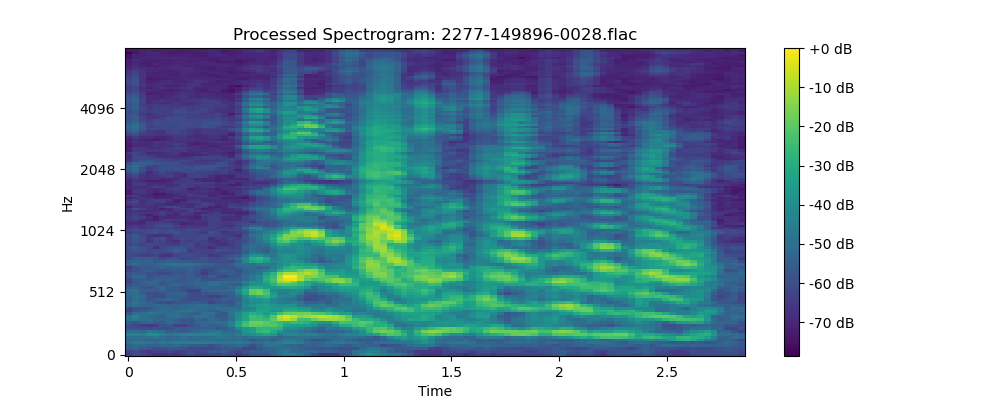 Processed Spectrogram: 2277-149896-0028.flac
Hz
4096
2048
1024
512
0
0 0.5 1 1.5 2 2.5
Time
+0 dB
-10 dB
-20 dB
-30 dB
-40 dB
-50 dB
-60 dB
-70 dB